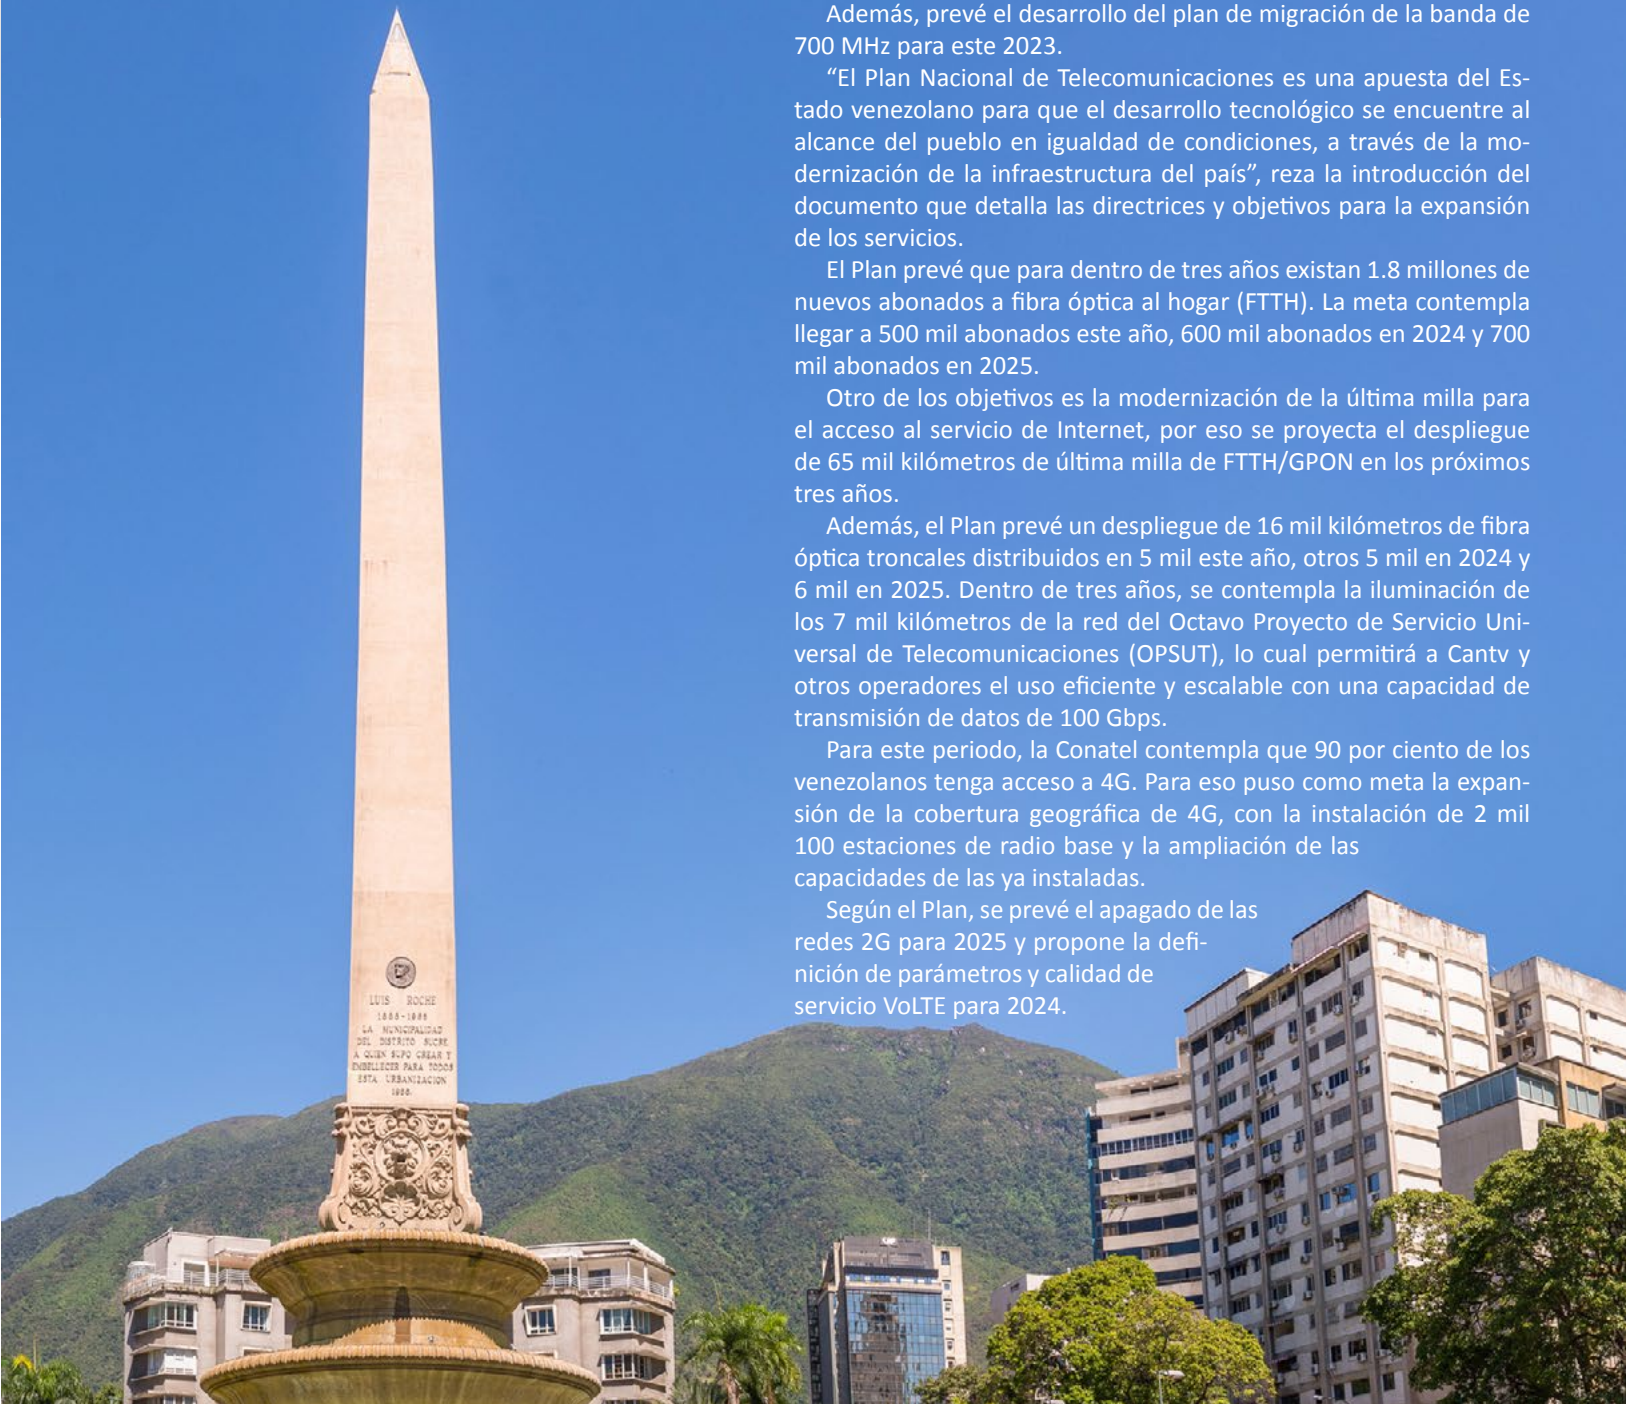 Además, prevé el desarrollo del plan de migración de la banda de
700 MHz para este 2023.
“El Plan Nacional de Telecomunicaciones es una apuesta del Es-
tado venezolano para que el desarrollo tecnológico se encuentre al
alcance del pueblo en igualdad de condiciones, a través de la mo-
dernización de la infraestructura del país”, reza la introducción del
documento que detalla las directrices y objetivos para la expansión
de los servicios.
El Plan prevé que para dentro de tres años existan 1.8 millones de
nuevos abonados a fibra óptica al hogar (FTTH). La meta contempla
llegar a 500 mil abonados este año, 600 mil abonados en 2024 y 700
mil abonados en 2025.
Otro de los objetivos es la modernización de la última milla para
el acceso al servicio de Internet, por eso se proyecta el despliegue
de 65 mil kilómetros de última milla de FTTH/GPON en los próximos
tres años.
Además, el Plan prevé un despliegue de 16 mil kilómetros de fibra
óptica troncales distribuidos en 5 mil este año, otros 5 mil en 2024 y
6 mil en 2025. Dentro de tres años, se contempla la iluminación de
los 7 mil kilómetros de la red del Octavo Proyecto de Servicio Uni-
versal de Telecomunicaciones (OPSUT), lo cual permitirá a Cantv y
otros operadores el uso eficiente y escalable con una capacidad de
transmisión de datos de 100 Gbps.
Para este periodo, la Conatel contempla que 90 por ciento de los
venezolanos tenga acceso a 4G. Para eso puso como meta la expan-
sión de la cobertura geográfica de 4G, con la instalación de 2 mil
100 estaciones de radio base y la ampliación de las
capacidades de las ya instaladas.
Según el Plan, se prevé el apagado de las
redes 2G para 2025 y propone la defi-
nición de parámetros y calidad de
servicio VoLTE para 2024.
LUIS ROCHE
LA MUNICIPALIDAD
DEL DISTRITO SUCRE
A QUIEN SUPO CREAR Y
EMBELLECER PARA TODOS
ESTA URBANIZACION